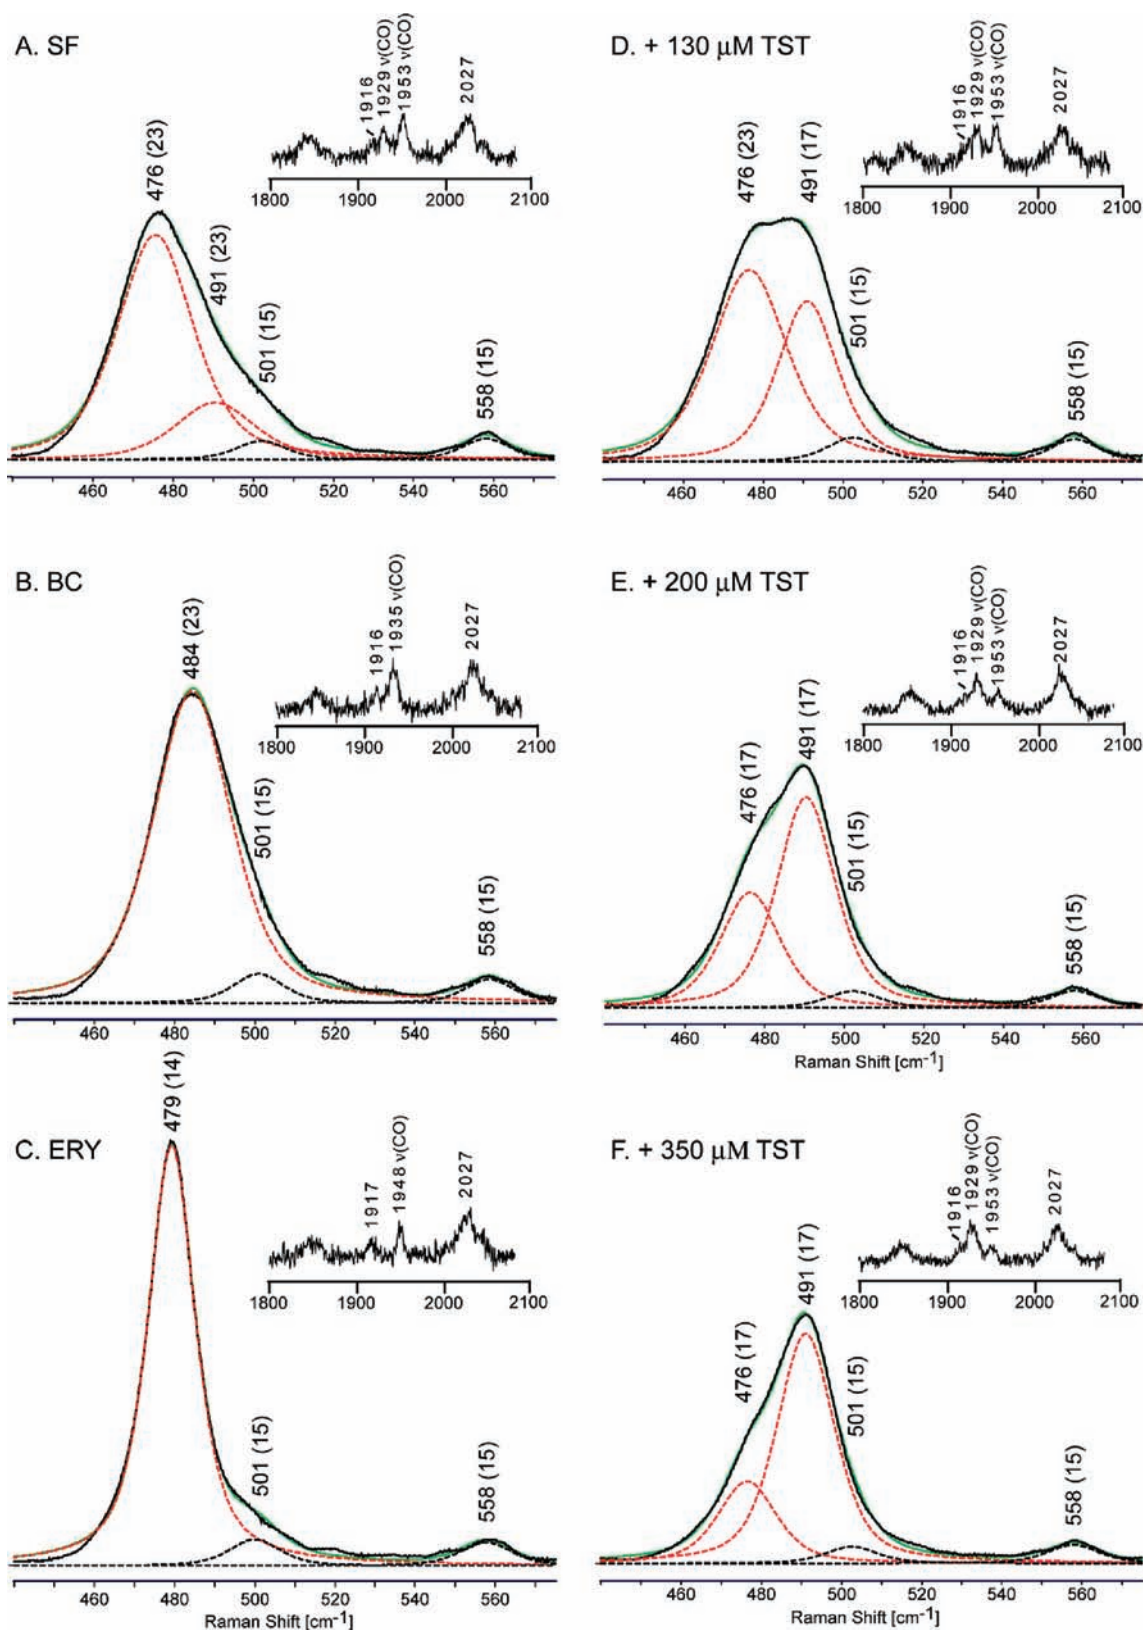 A. SF
1916
1929 ν(CO)
1953 ν(CO)
2027
1800 1900 2000 2100
476 (23)
491 (23)
501 (15)
558 (15)
460 480 500 520 540 560
D. + 130 μM TST
1916
1929 ν(CO)
1953 ν(CO)
2027
1800 1900 2000 2100
476 (23)
491 (17)
501 (15)
558 (15)
460 480 500 520 540 560
B. BC
1916
1935 ν(CO)
2027
1800 1900 2000 2100
484 (23)
501 (15)
558 (15)
460 480 500 520 540 560
E. + 200 μM TST
1916
1929 ν(CO)
1953 ν(CO)
2027
1800 1900 2000 2100
476 (17)
491 (17)
501 (15)
558 (15)
460 480 500 520 540 560
Raman Shift [cm-1]
C. ERY
1917
1948 ν(CO)
2027
1800 1900 2000 2100
479 (14)
501 (15)
558 (15)
460 480 500 520 540 560
Raman Shift [cm-1]
F. + 350 μM TST
1916
1929 ν(CO)
1953 ν(CO)
2027
1800 1900 2000 2100
476 (17)
491 (17)
501 (15)
558 (15)
460 480 500 520 540 560
Raman Shift [cm-1]